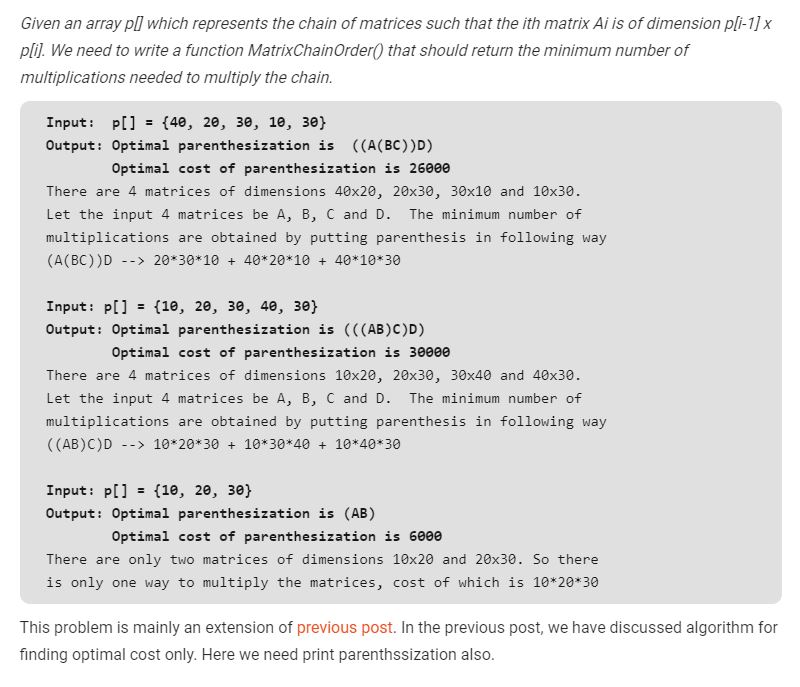 Given an array p[] which represents the chain of matrices such that the ith matrix Ai is of dimension p[i-1] x
p[i]. We need to write a function MatrixChainOrder() that should return the minimum number of
multiplications needed to multiply the chain.
Input: p[] = {40, 20, 30, 10, 30}
Output: Optimal parenthesization is ((A(BC))D)
Optimal cost of parenthesization is 26000
There are 4 matrices of dimensions 40x20, 20x30, 30x10 and 10x30.
Let the input 4 matrices be A, B, C and D. The minimum number of
multiplications are obtained by putting parenthesis in following way
(A(BC))D --> 20*30*10 + 40*20*10 + 40*10*30
Input: p[] = {10, 20, 30, 40, 30}
Output: Optimal parenthesization is (((AB)C)D)
Optimal cost of parenthesization is 30000
There are 4 matrices of dimensions 10x20, 20x30, 30x40 and 40x30.
Let the input 4 matrices be A, B, C and D. The minimum number of
multiplications are obtained by putting parenthesis in following way
((AB)C)D --> 10*20*30 + 10*30*40 + 10*40*30
Input: p[] = {10, 20, 30}
Output: Optimal parenthesization is (AB)
Optimal cost of parenthesization is 6000
There are only two matrices of dimensions 10x20 and 20x30. So there
is only one way to multiply the matrices, cost of which is 10*20*30
This problem is mainly an extension of previous post. In the previous post, we have discussed algorithm for
finding optimal cost only. Here we need print parenthssization also.